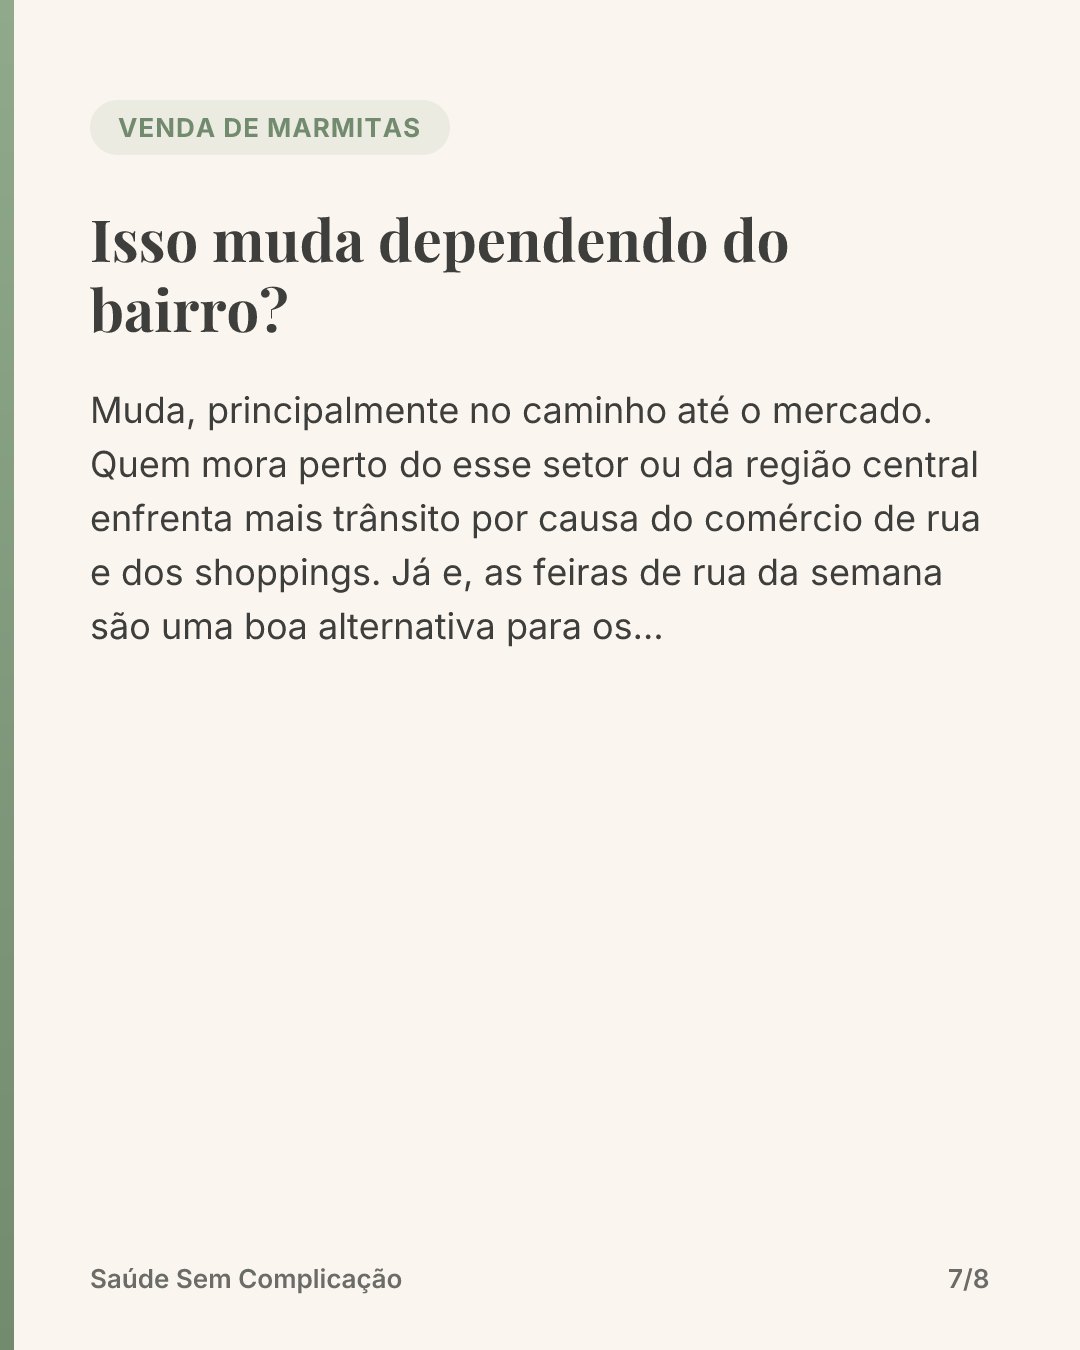 VENDA DE MARMITAS
Isso muda dependendo do
bairro?
Muda, principalmente no caminho até o mercado.
Quem mora perto do esse setor ou da região central
enfrenta mais trânsito por causa do comércio de rua
e dos shoppings. Já e, as feiras de rua da semana
são uma boa alternativa para os...
Saúde Sem Complicação
7/8